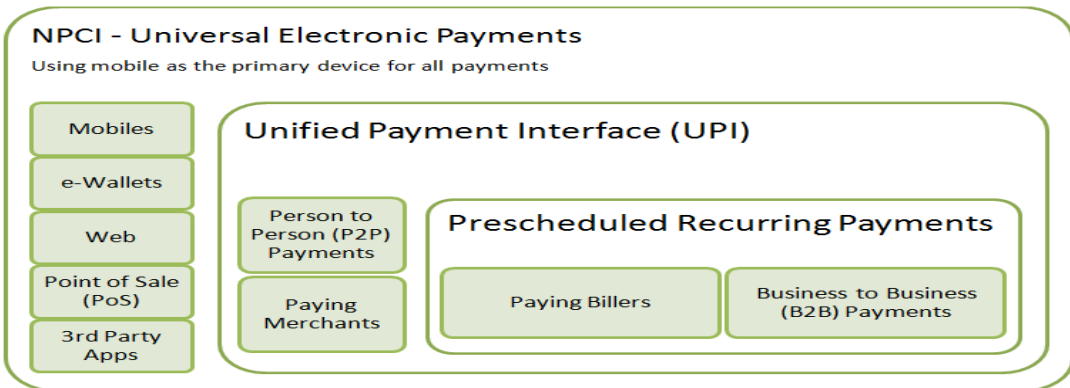 NPCI - Universal Electronic Payments
Using mobile as the primary device for all payments
Mobiles
e-Wallets
Web
Point of Sale
(PoS)
3rd Party
Apps
Unified Payment Interface (UPI)
Person to
Person (P2P)
Payments
Paying
Merchants
Prescheduled Recurring Payments
Paying Billers
Business to Business
(B2B) Payments